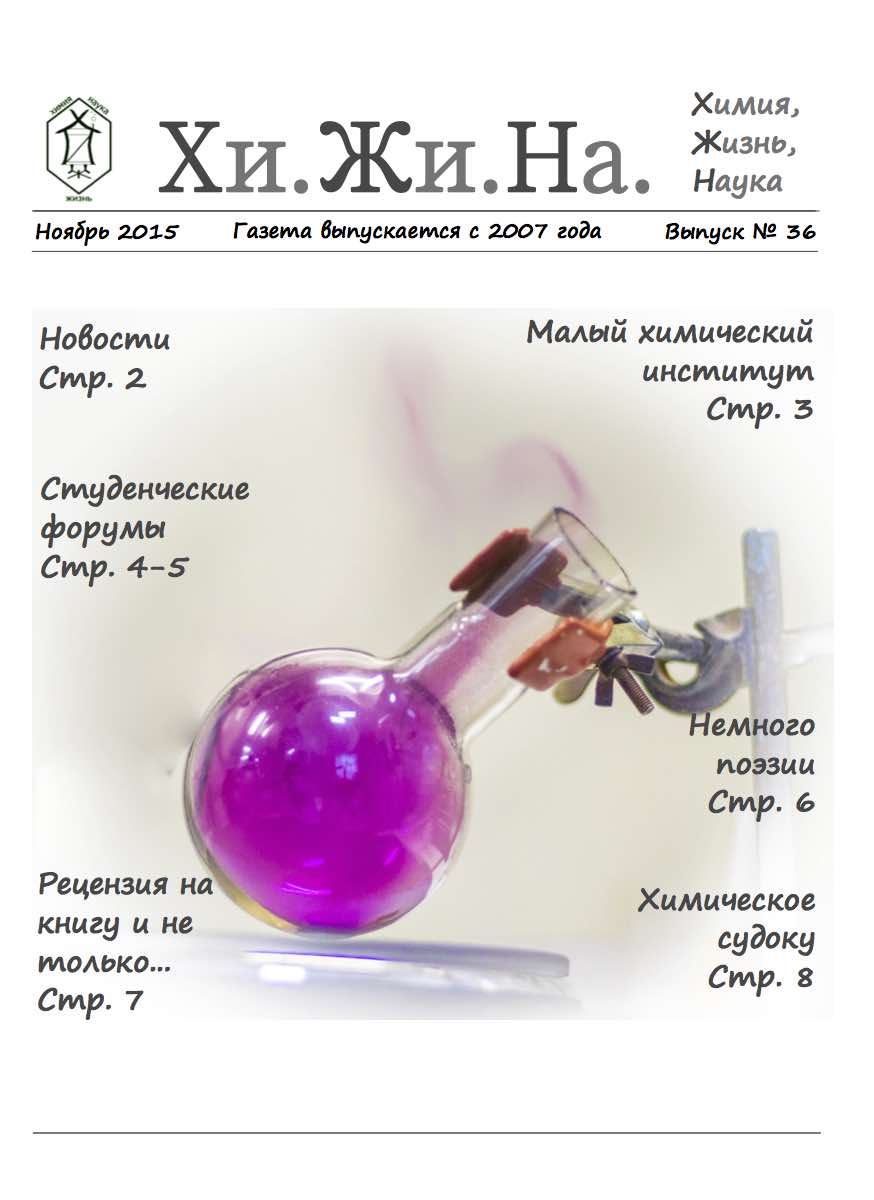 химия наука
жизнь
Хи.Жи.На.
Химия,
Жизнь,
Наука
Ноябрь 2015 Газета выпускается с 2007 года Выпуск № 36
Новости
Стр. 2
Малый химический
институт
Стр. 3
Студенческие
форумы
Стр. 4-5
Немного
поэзии
Стр. 6
Рецензия на
книгу и не
только...
Стр. 7
Химическое
судоку
Стр. 8